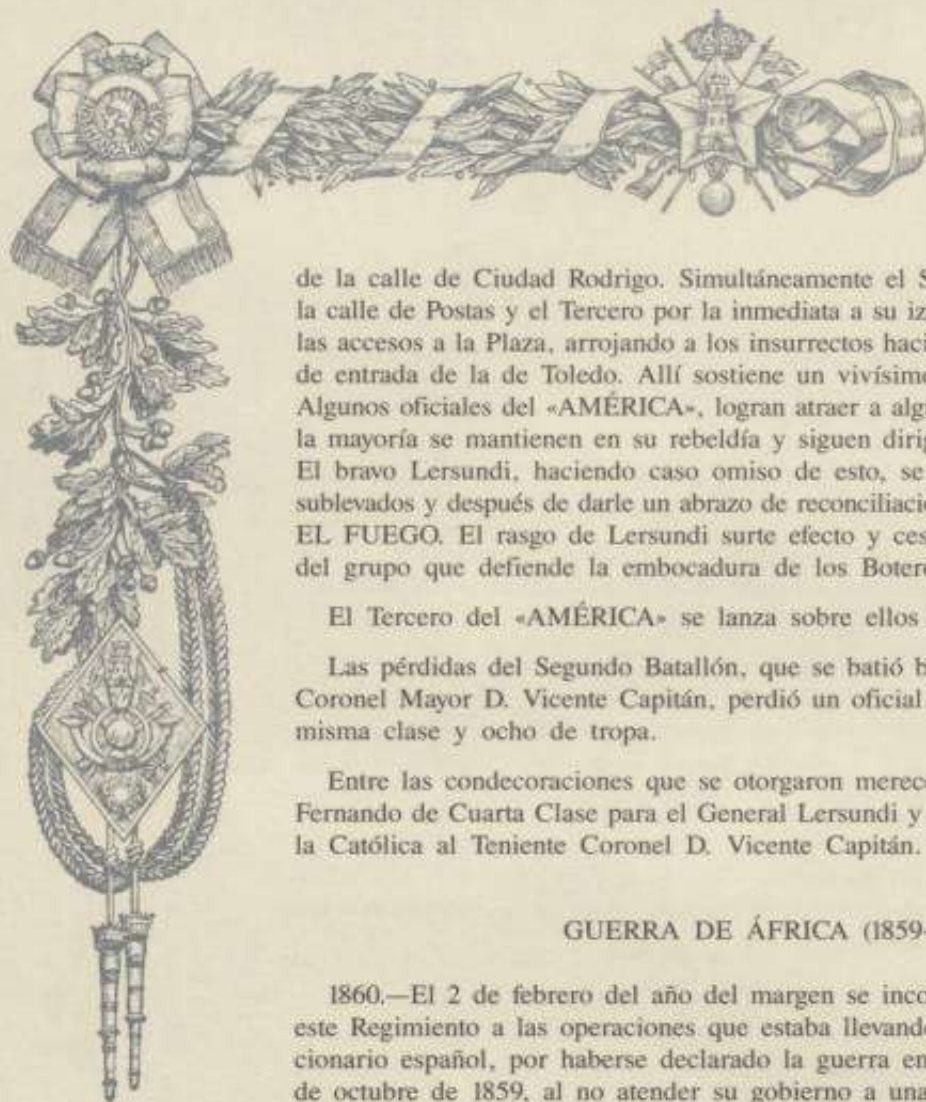 de la calle de Ciudad Rodrigo. Simultáneamente el S
la calle de Postas y el Tercero por la inmediata a su iz
las accesos a la Plaza, arrojando a los insurrectos haci
de entrada de la de Toledo. Allí sostiene un vivísim
Algunos oficiales del «AMÉRICA», logran atraer a alg
la mayoría se mantienen en su rebeldía y siguen dirig
El bravo Lersundi, haciendo caso omiso de esto, se
sublevados y después de darle un abrazo de reconciliaci
EL FUEGO. El rasgo de Lersundi surte efecto y ces
del grupo que defiende la embocadura de los Boter
El Tercero del «AMÉRICA» se lanza sobre ellos
Las pérdidas del Segundo Batallón, que se batió b
Coronel Mayor D. Vicente Capitán, perdió un oficial
misma clase y ocho de tropa.
Entre las condecoraciones que se otorgaron merec
Fernando de Cuarta Clase para el General Lersundi y
la Católica al Teniente Coronel D. Vicente Capitán.
GUERRA DE ÁFRICA (1859-
1860.—El 2 de febrero del año del margen se inco
este Regimiento a las operaciones que estaba llevand
cionario español, por haberse declarado la guerra en
de octubre de 1859, al no atender su gobierno a una